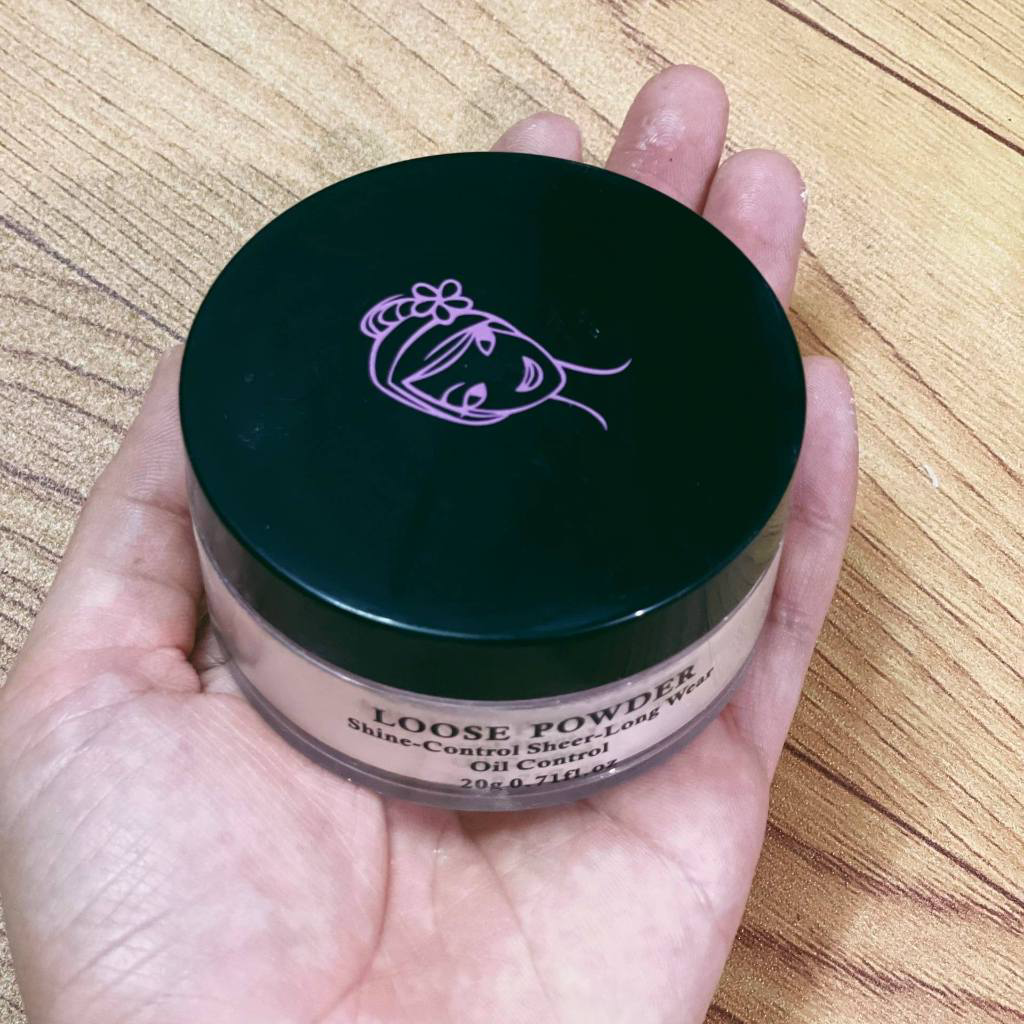 LOOSE POWDER
Shine-Control Sheer-Long Wear
Oil Control
20g 0.71fl.oz